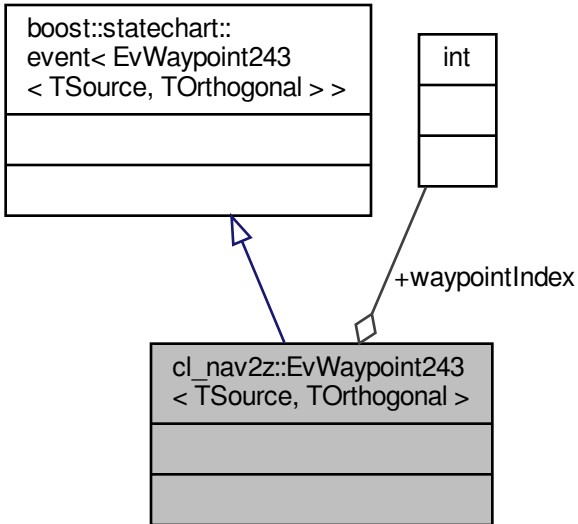 boost::statechart::
event< EvWaypoint243
< TSource, TOrthogonal > >
int
+waypointIndex
cl_nav2z::EvWaypoint243
< TSource, TOrthogonal >